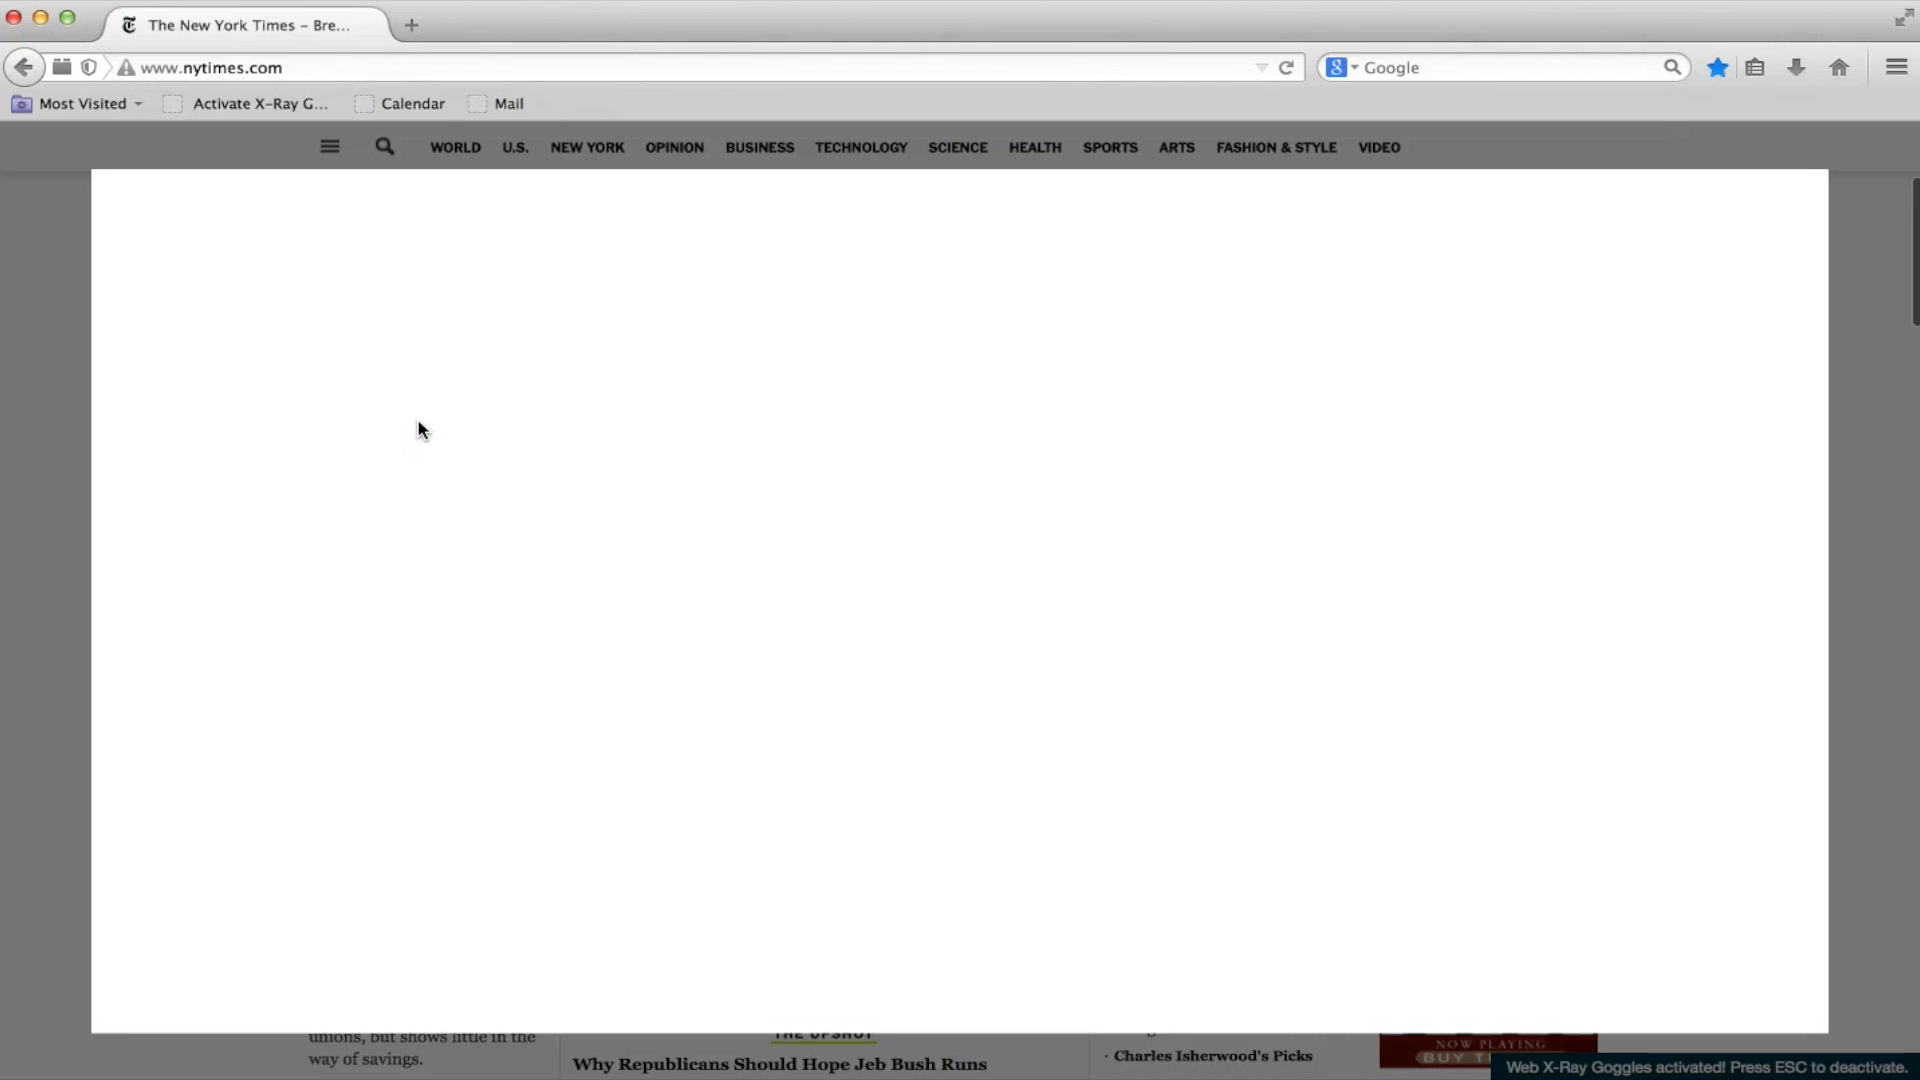 The New York Times – Bre...
www.nytimes.com
Google
Most Visited
Activate X-Ray G...
Calendar
Mail
WORLD U.S. NEW YORK OPINION BUSINESS TECHNOLOGY SCIENCE HEALTH SPORTS ARTS FASHION & STYLE VIDEO
unions, but shows little in the
way of savings.
THE UPSHOT
Why Republicans Should Hope Jeb Bush Runs
· Charles Isherwood's Picks
NOW PLAYING
Web X-Ray Goggles activated! Press ESC to deactivate.